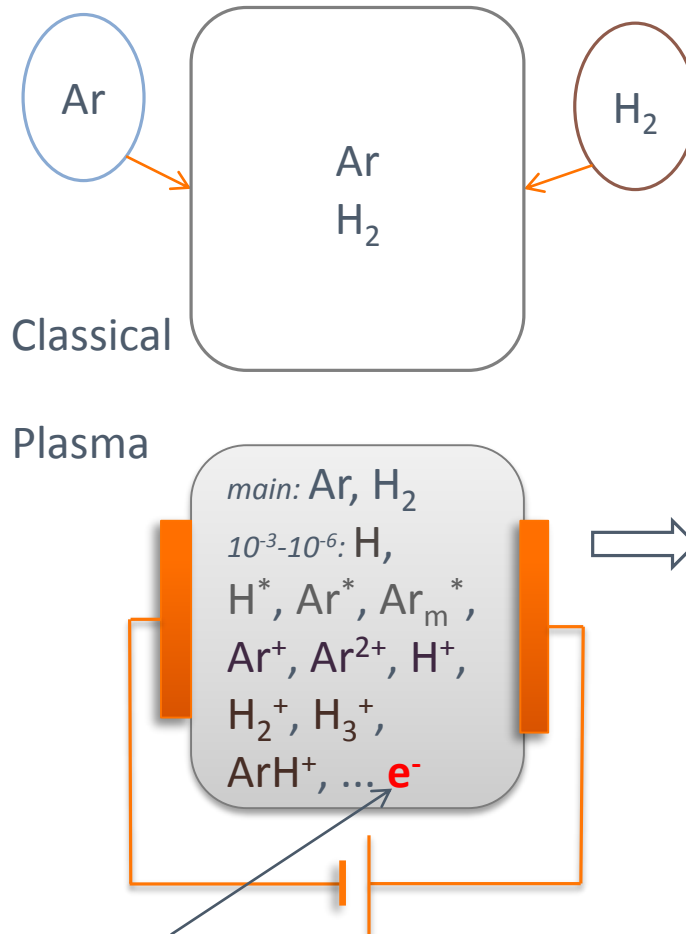 Ar
H₂
Ar
H₂
Classical
Plasma
main: Ar, H₂
10⁻³-10⁻⁶: H,
H*, Ar*, Arₘ*,
Ar⁺, Ar²⁺, H⁺,
H₂⁺, H₃⁺,
ArH⁺, ... e⁻